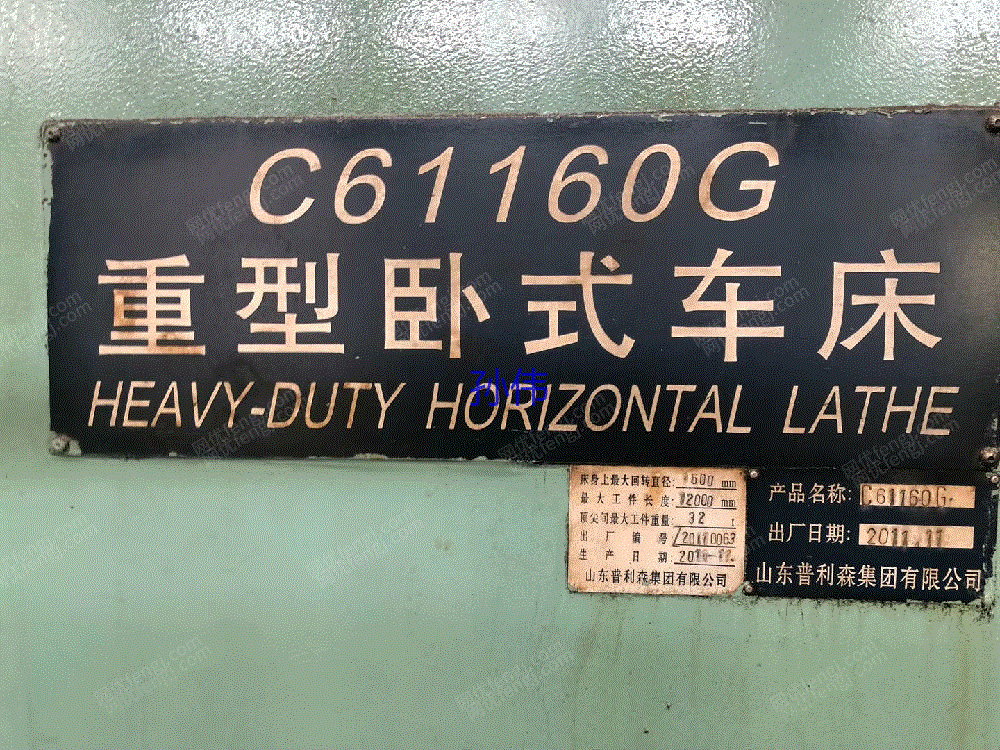 C61160G
重型卧式车床
HEAVY-DUTY HORIZONTAL LATHE
床身上最大回转直径: 1600 mm
最大工件长度: 12000 mm
顶尖间最大工件重量: 32 t
出厂编号
生产日期
山东普利森集团有限公司
产品名称: C61160G
出厂日期: 2011.11
山东普利森集团有限公司